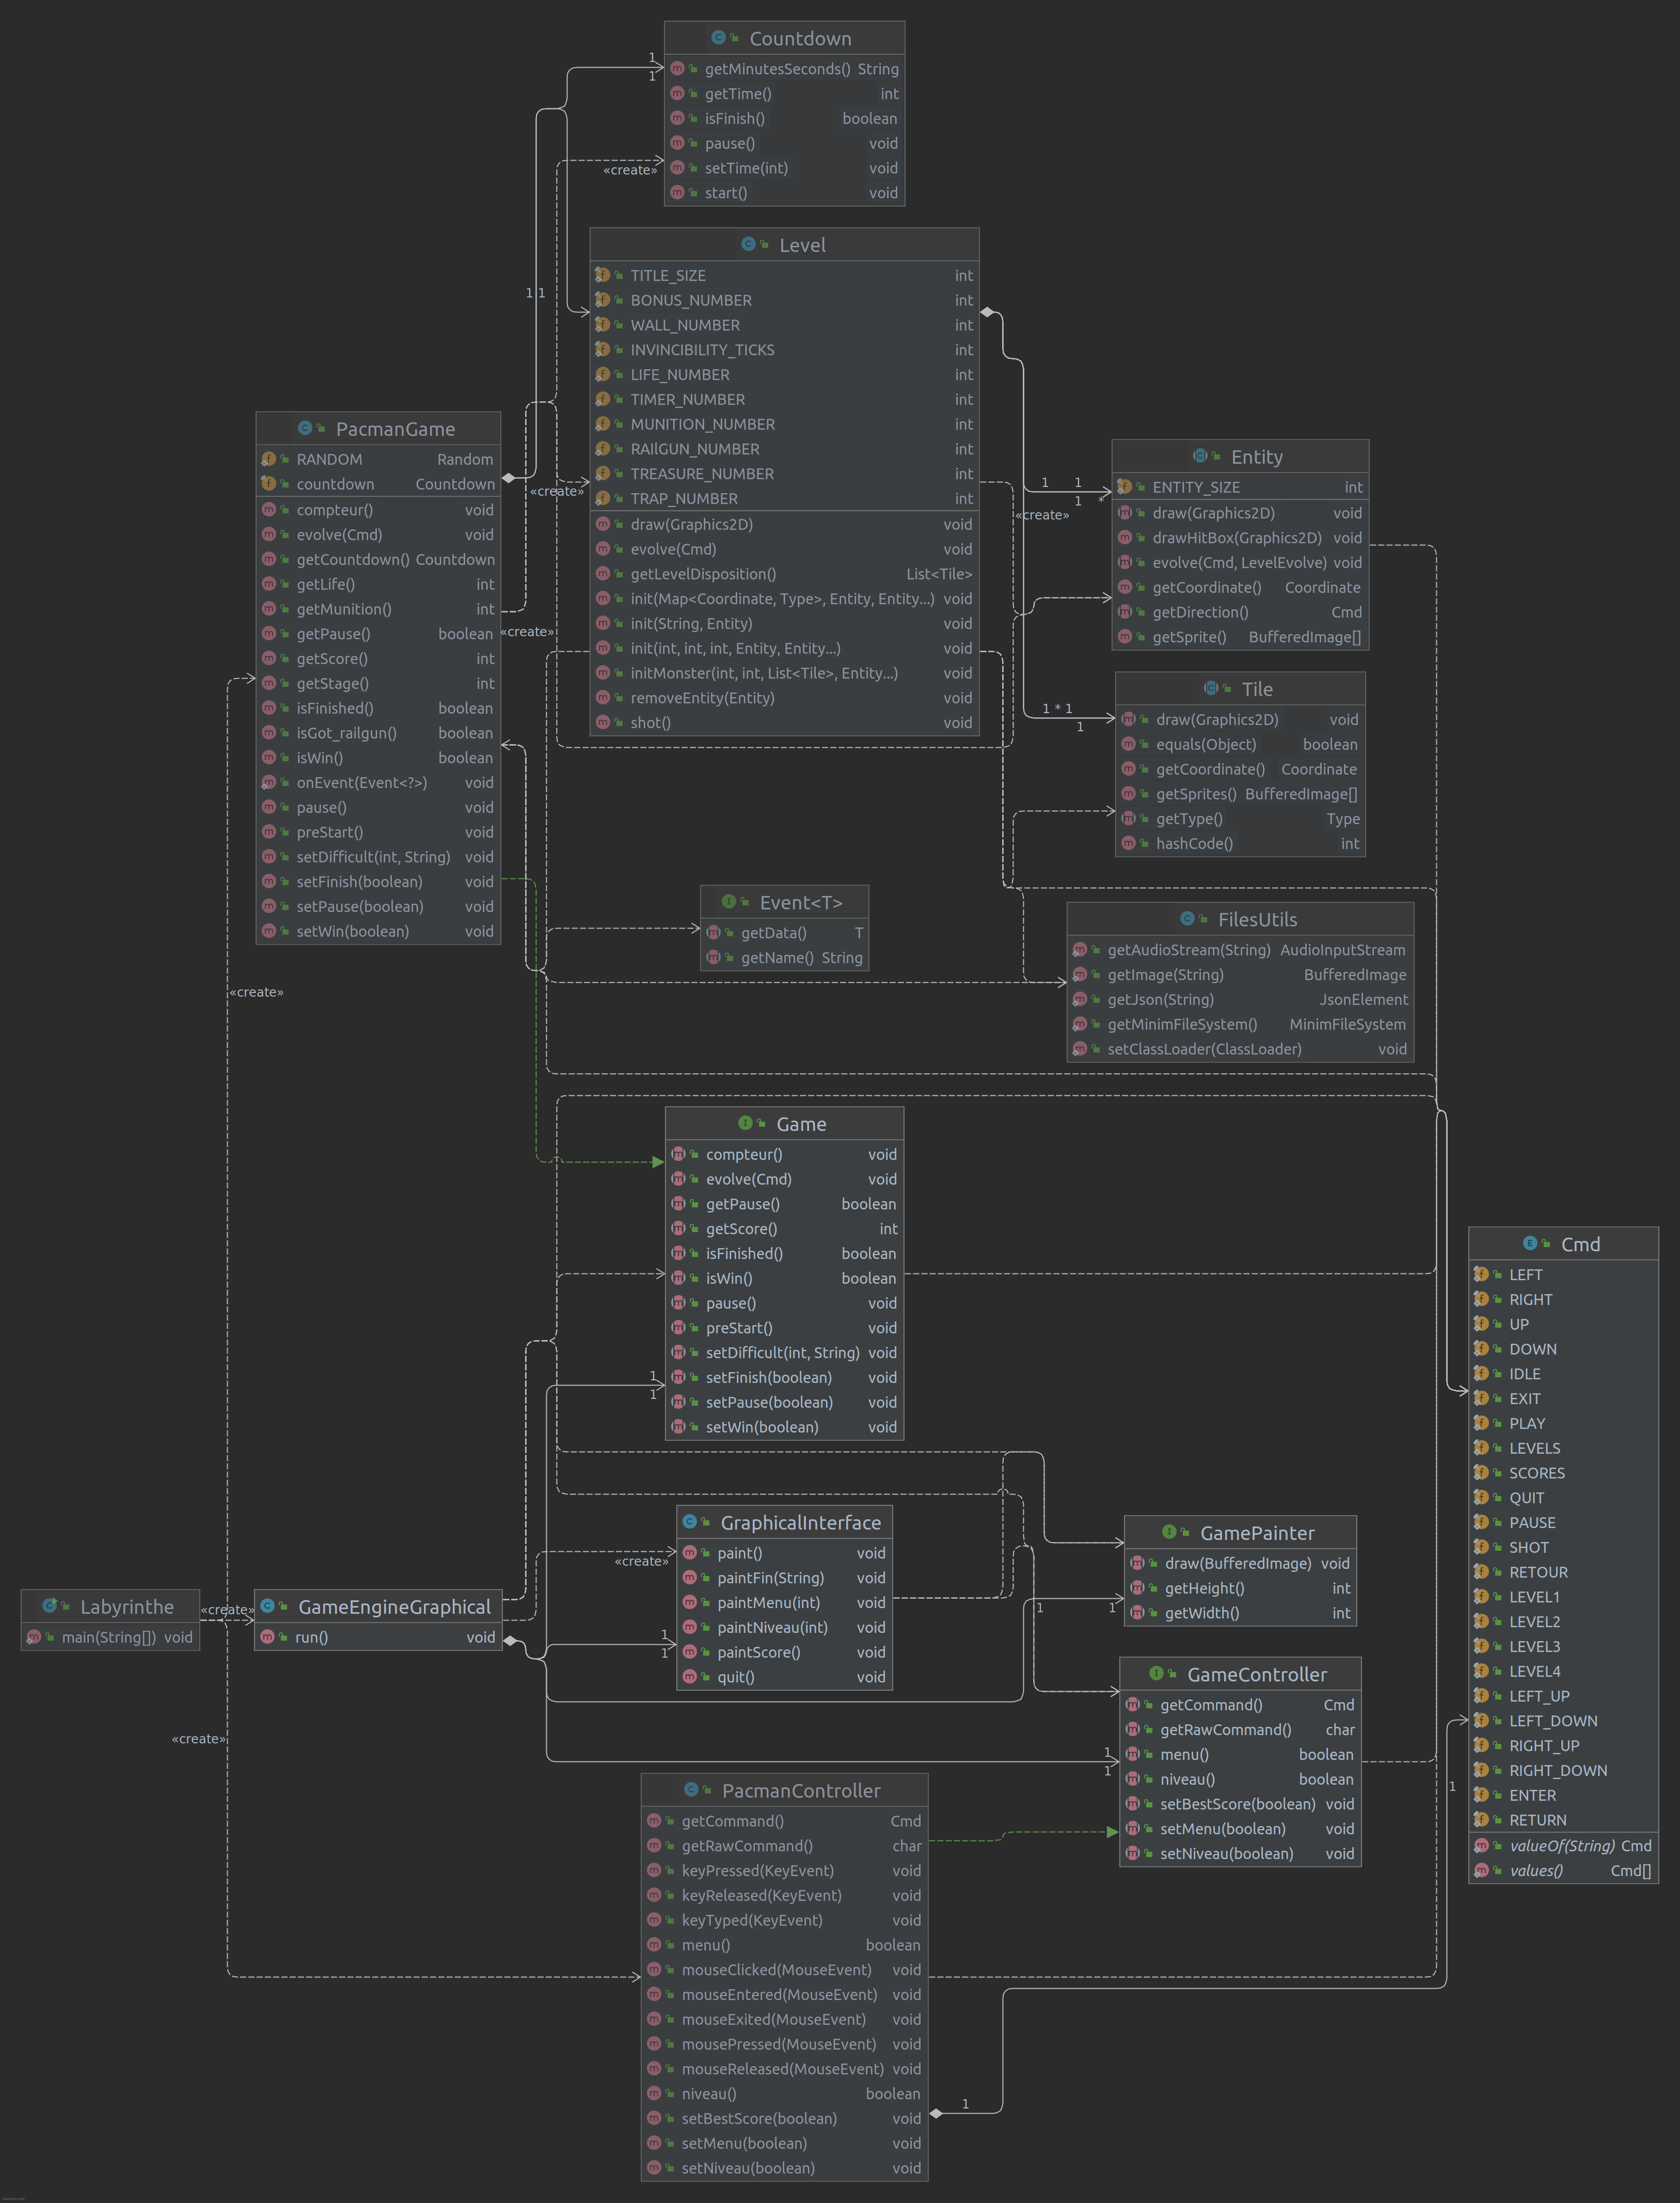 Countdown
getMinutesSeconds() String
getTime() int
isFinish() boolean
pause() void
setTime(int) void
start() void
1
1
«create»
Level
TITLE_SIZE int
BONUS_NUMBER int
WALL_NUMBER int
INVINCIBILITY_TICKS int
LIFE_NUMBER int
TIMER_NUMBER int
MUNITION_NUMBER int
RAIlGUN_NUMBER int
TREASURE_NUMBER int
TRAP_NUMBER int
draw(Graphics2D) void
evolve(Cmd) void
getLevelDisposition() List<Tile>
init(Map<Coordinate, Type>, Entity, Entity...) void
init(String, Entity) void
init(int, int, int, Entity, Entity...) void
initMonster(int, int, List<Tile>, Entity...) void
removeEntity(Entity) void
shot() void
1 1
«create»
«create»
PacmanGame
RANDOM Random
countdown Countdown
compteur() void
evolve(Cmd) void
getCountdown() Countdown
getLife() int
getMunition() int
getPause() boolean
getScore() int
getStage() int
isFinished() boolean
isGot_railgun() boolean
isWin() boolean
onEvent(Event<?>) void
pause() void
preStart() void
setDifficult(int, String) void
setFinish(boolean) void
setPause(boolean) void
setWin(boolean) void
«create»
1 1
1 *
«create»
Entity
ENTITY_SIZE int
draw(Graphics2D) void
drawHitBox(Graphics2D) void
evolve(Cmd, LevelEvolve) void
getCoordinate() Coordinate
getDirection() Cmd
getSprite() BufferedImage[]
1 * 1
1
Tile
draw(Graphics2D) void
equals(Object) boolean
getCoordinate() Coordinate
getSprites() BufferedImage[]
getType() Type
hashCode() int
Event<T>
getData() T
getName() String
FilesUtils
getAudioStream(String) AudioInputStream
getImage(String) BufferedImage
getJson(String) JsonElement
getMinimFileSystem() MinimFileSystem
setClassLoader(ClassLoader) void
Game
compteur() void
evolve(Cmd) void
getPause() boolean
getScore() int
isFinished() boolean
isWin() boolean
pause() void
preStart() void
setDifficult(int, String) void
setFinish(boolean) void
setPause(boolean) void
setWin(boolean) void
1
1
Cmd
LEFT
RIGHT
UP
DOWN
IDLE
EXIT
PLAY
LEVELS
SCORES
QUIT
PAUSE
SHOT
RETOUR
LEVEL1
LEVEL2
LEVEL3
LEVEL4
LEFT_UP
LEFT_DOWN
RIGHT_UP
RIGHT_DOWN
ENTER
RETURN
valueOf(String) Cmd
values() Cmd[]
GraphicalInterface
paint() void
paintFin(String) void
paintMenu(int) void
paintNiveau(int) void
paintScore() void
quit() void
«create»
1
1
GamePainter
draw(BufferedImage) void
getHeight() int
getWidth() int
1
1
Labyrinthe
main(String[]) void
«create»
GameEngineGraphical
run() void
«create»
GameController
getCommand() Cmd
getRawCommand() char
menu() boolean
niveau() boolean
setBestScore(boolean) void
setMenu(boolean) void
setNiveau(boolean) void
1
1
PacmanController
getCommand() Cmd
getRawCommand() char
keyPressed(KeyEvent) void
keyReleased(KeyEvent) void
keyTyped(KeyEvent) void
menu() boolean
mouseClicked(MouseEvent) void
mouseEntered(MouseEvent) void
mouseExited(MouseEvent) void
mousePressed(MouseEvent) void
mouseReleased(MouseEvent) void
niveau() boolean
setBestScore(boolean) void
setMenu(boolean) void
setNiveau(boolean) void
1
1